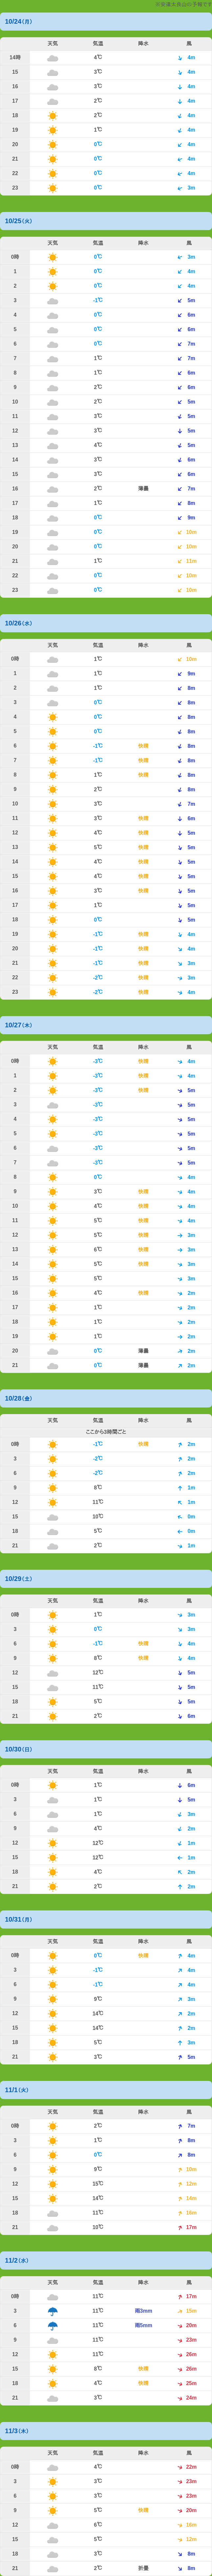 ※安達太良山の予報です
10/24(月)
天気 気温 降水 風
14時 4℃ 4m
15 3℃ 4m
16 3℃ 4m
17 2℃ 4m
18 2℃ 4m
19 1℃ 4m
20 0℃ 4m
21 0℃ 4m
22 0℃ 4m
23 0℃ 3m
10/25(火)
天気 気温 降水 風
0時 0℃ 3m
1 0℃ 4m
2 0℃ 4m
3 -1℃ 5m
4 0℃ 6m
5 0℃ 6m
6 0℃ 7m
7 1℃ 7m
8 1℃ 6m
9 2℃ 6m
10 2℃ 5m
11 3℃ 5m
12 3℃ 5m
13 4℃ 5m
14 3℃ 6m
15 3℃ 6m
16 2℃ 薄曇 7m
17 1℃ 8m
18 0℃ 9m
19 0℃ 10m
20 0℃ 10m
21 1℃ 11m
22 0℃ 10m
23 0℃ 10m
10/26(水)
天気 気温 降水 風
0時 1℃ 10m
1 1℃ 9m
2 1℃ 8m
3 0℃ 8m
4 0℃ 8m
5 0℃ 8m
6 -1℃ 快晴 8m
7 -1℃ 快晴 8m
8 1℃ 快晴 8m
9 2℃ 8m
10 3℃ 7m
11 3℃ 快晴 6m
12 4℃ 快晴 5m
13 5℃ 快晴 5m
14 4℃ 快晴 5m
15 4℃ 快晴 5m
16 3℃ 快晴 5m
17 1℃ 5m
18 0℃ 5m
19 -1℃ 快晴 4m
20 -1℃ 快晴 4m
21 -1℃ 快晴 3m
22 -2℃ 快晴 3m
23 -2℃ 快晴 4m
10/27(木)
天気 気温 降水 風
0時 -3℃ 快晴 4m
1 -3℃ 快晴 4m
2 -3℃ 快晴 5m
3 -3℃ 5m
4 -3℃ 5m
5 -3℃ 5m
6 -3℃ 5m
7 -3℃ 5m
8 0℃ 4m
9 3℃ 快晴 4m
10 4℃ 快晴 4m
11 5℃ 快晴 4m
12 5℃ 快晴 3m
13 6℃ 快晴 3m
14 5℃ 快晴 3m
15 5℃ 3m
16 4℃ 快晴 2m
17 1℃ 2m
18 1℃ 2m
19 1℃ 2m
20 0℃ 薄曇 2m
21 0℃ 薄曇 2m
10/28(金)
天気 気温 降水 風
ここから3時間ごと
0時 -1℃ 快晴 2m
3 -2℃ 2m
6 -2℃ 2m
9 8℃ 1m
12 11℃ 1m
15 10℃ 0m
18 5℃ 0m
21 2℃ 1m
10/29(土)
天気 気温 降水 風
0時 1℃ 3m
3 0℃ 3m
6 -1℃ 快晴 4m
9 8℃ 快晴 4m
12 12℃ 5m
15 11℃ 5m
18 5℃ 5m
21 2℃ 6m
10/30(日)
天気 気温 降水 風
0時 1℃ 6m
3 1℃ 5m
6 1℃ 3m
9 4℃ 2m
12 12℃ 1m
15 12℃ 1m
18 4℃ 2m
21 2℃ 2m
10/31(月)
天気 気温 降水 風
0時 0℃ 快晴 4m
3 -1℃ 4m
6 -1℃ 4m
9 9℃ 3m
12 14℃ 2m
15 14℃ 2m
18 5℃ 3m
21 3℃ 5m
11/1(火)
天気 気温 降水 風
0時 2℃ 7m
3 1℃ 8m
6 0℃ 8m
9 9℃ 10m
12 15℃ 12m
15 14℃ 14m
18 11℃ 16m
21 10℃ 17m
11/2(水)
天気 気温 降水 風
0時 11℃ 17m
3 11℃ 雨3mm 15m
6 11℃ 雨5mm 20m
9 11℃ 23m
12 11℃ 26m
15 8℃ 快晴 26m
18 4℃ 快晴 25m
21 3℃ 24m
11/3(木)
天気 気温 降水 風
0時 4℃ 22m
3 3℃ 23m
6 3℃ 23m
9 5℃ 快晴 20m
12 6℃ 16m
15 5℃ 12m
18 3℃ 8m
21 2℃ 8m